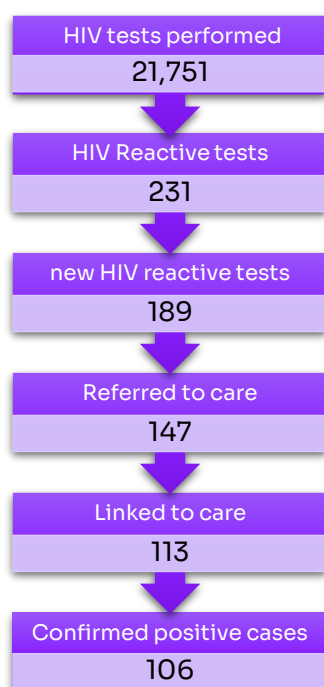 HIV tests performed
21,751
HIV Reactive tests
231
new HIV reactive tests
189
Referred to care
147
Linked to care
113
Confirmed positive cases
106